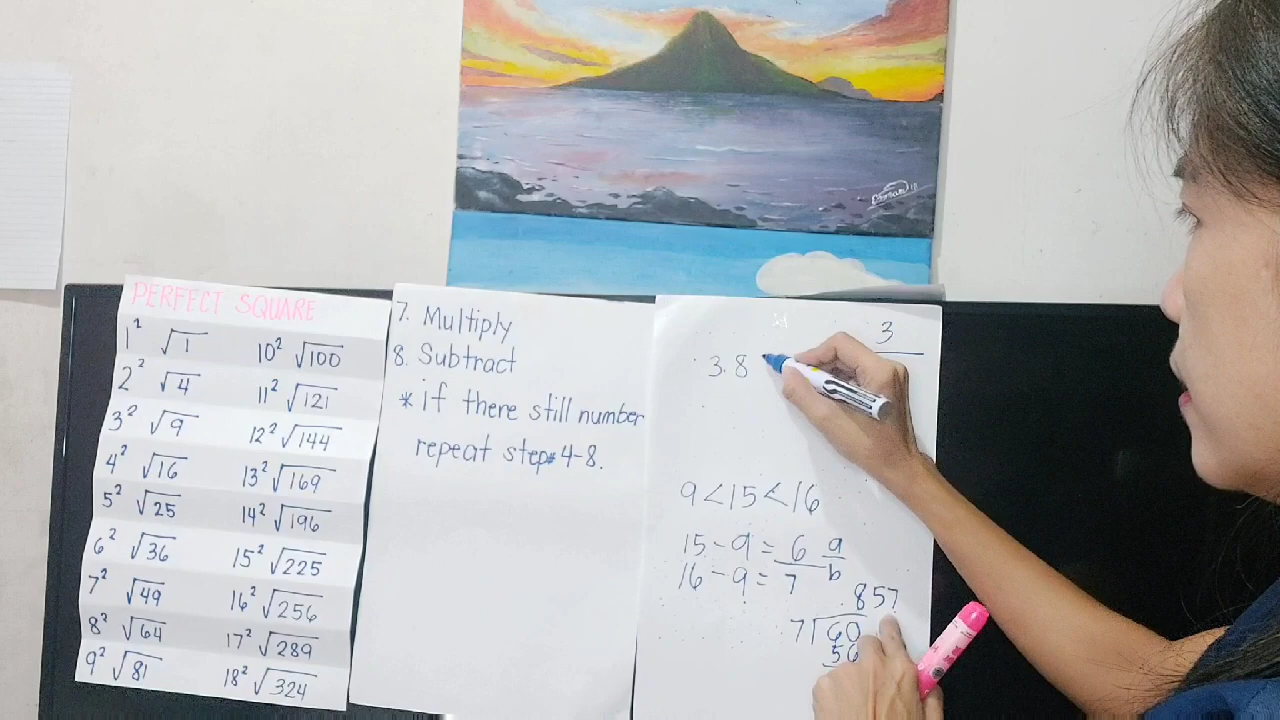 PERFECT SQUARE
1² √1 10² √100
2² √4 11² √121
3² √9 12² √144
4² √16 13² √169
5² √25 14² √196
6² √36 15² √225
7² √49 16² √256
8² √64 17² √289
9² √81 18² √324
7. Multiply
8. Subtract
* if there still number
repeat step# 4-8.
3
3.8
9<15<16
15-9= 6 a
16-9= 7 b
.857
7 60
56